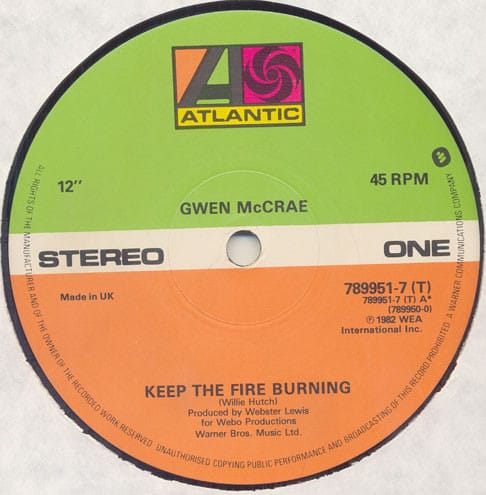 ATLANTIC
12"
45 RPM
GWEN McCRAE
STEREO
ONE
Made in UK
789951-7 (T)
789951-7 (T) A*
(789950-0)
℗ 1982 WEA
International Inc.
KEEP THE FIRE BURNING
(Willie Hutch)
Produced by Webster Lewis
for Webo Productions
Warner Bros. Music Ltd.
ALL RIGHTS OF THE MANUFACTURER AND OF THE OWNER OF THE RECORDED WORK RESERVED. UNAUTHORISED COPYING PUBLIC PERFORMANCE AND BROADCASTING OF THIS RECORD PROHIBITED. A WARNER COMMUNICATIONS COMPANY